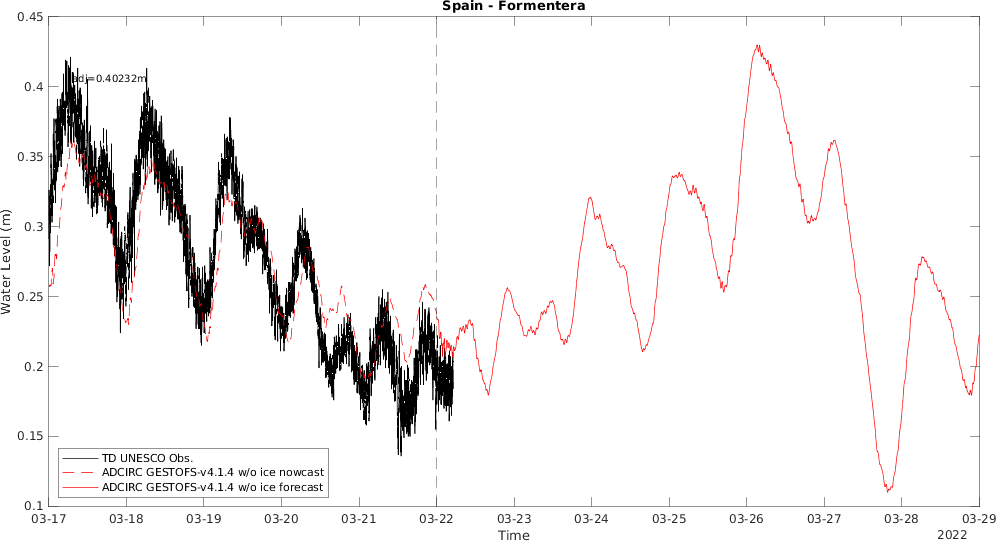 Spain - Formentera
0.45
0.4
0.35
0.3
0.25
0.2
0.15
0.1
Water Level (m)
adj=0.40232m
TD UNESCO Obs.
ADCIRC GESTOFS-v4.1.4 w/o ice nowcast
ADCIRC GESTOFS-v4.1.4 w/o ice forecast
03-17 03-18 03-19 03-20 03-21 03-22 03-23 03-24 03-25 03-26 03-27 03-28 03-29
Time
2022